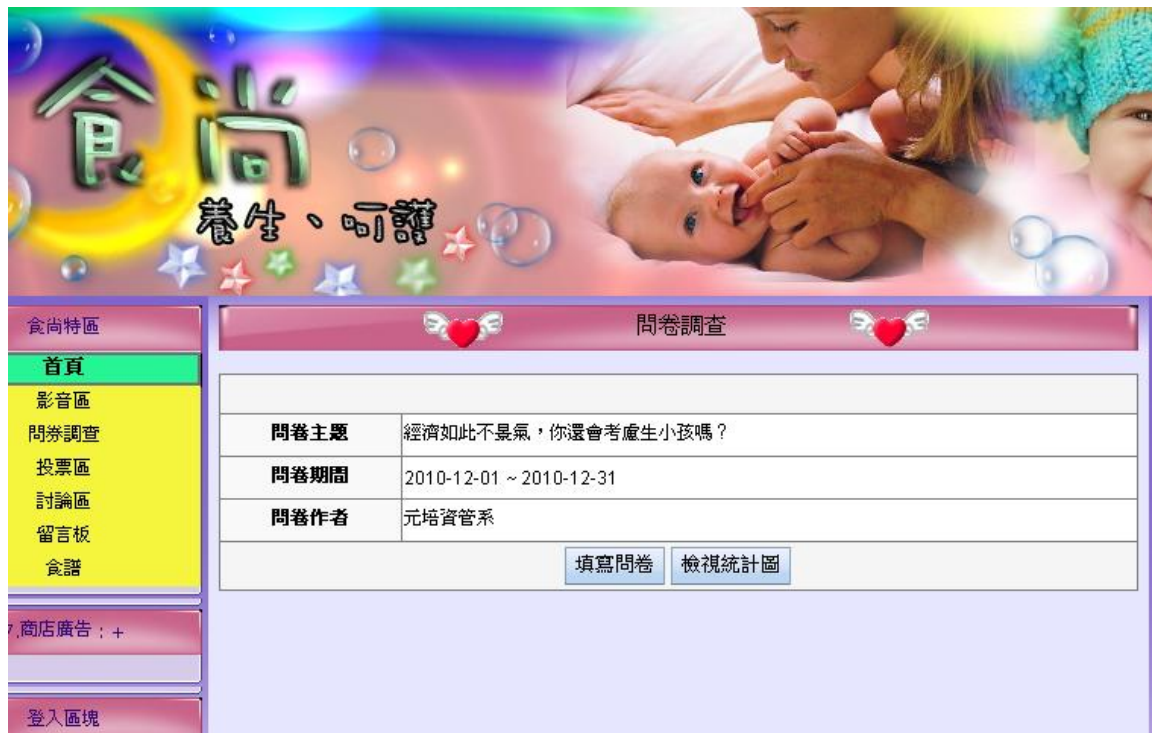 食尚
養生、呵護
食尚特區
首頁
影音區
問券調查
投票區
討論區
留言板
食譜
商店廣告；+
登入區塊
問卷調查
問卷主題 經濟如此不景氣，你還會考慮生小孩嗎？
問卷期間 2010-12-01 ~ 2010-12-31
問卷作者 元培資管系
填寫問卷 檢視統計圖